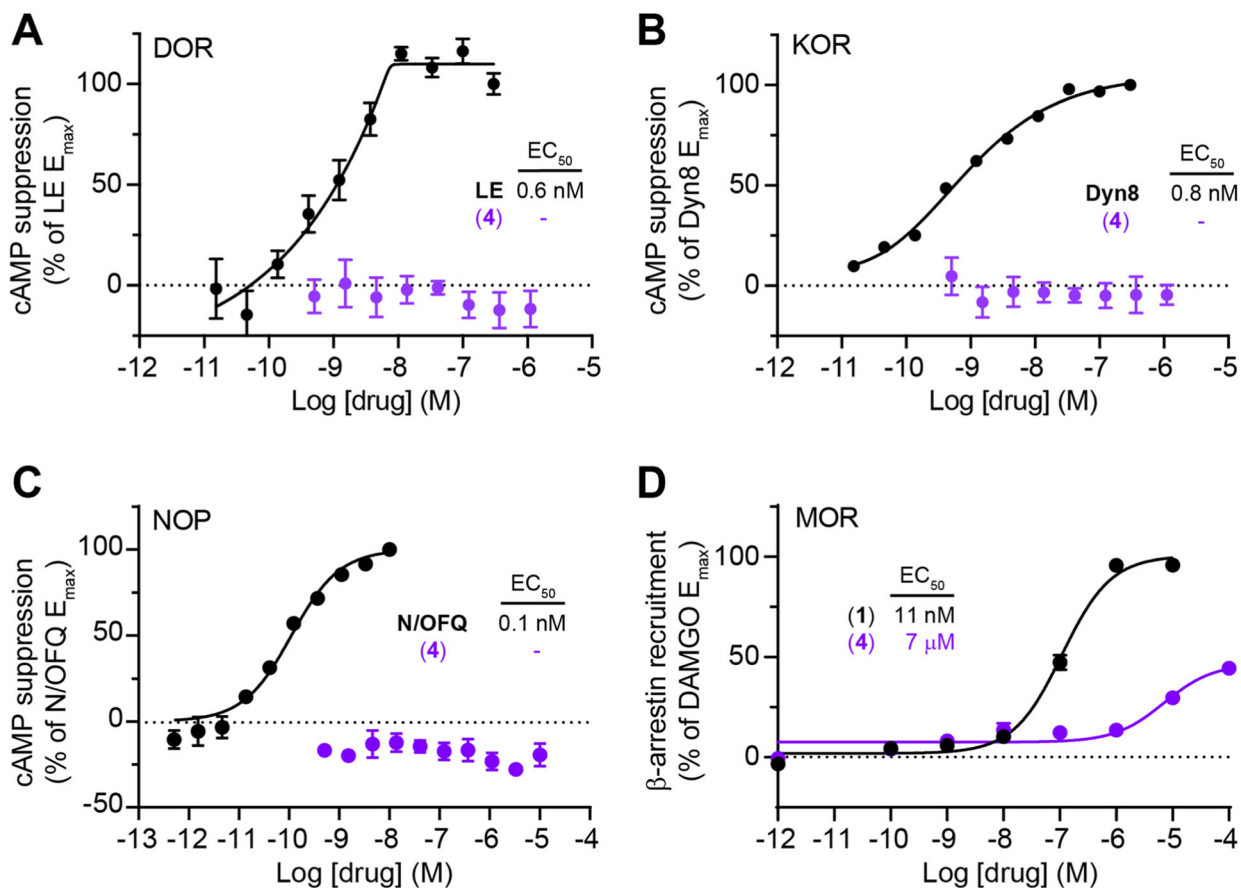 A
DOR
cAMP suppression
(% of LE Emax)
100
50
0
EC50
LE 0.6 nM
(4) -
-12 -11 -10 -9 -8 -7 -6 -5
Log [drug] (M)
B
KOR
cAMP suppression
(% of Dyn8 Emax)
100
50
0
EC50
Dyn8 0.8 nM
(4) -
-12 -11 -10 -9 -8 -7 -6 -5
Log [drug] (M)
C
NOP
cAMP suppression
(% of N/OFQ Emax)
100
50
0
-50
EC50
N/OFQ 0.1 nM
(4) -
-13 -12 -11 -10 -9 -8 -7 -6 -5 -4
Log [drug] (M)
D
MOR
β-arrestin recruitment
(% of DAMGO Emax)
100
50
0
EC50
(1) 11 nM
(4) 7 μM
-12 -11 -10 -9 -8 -7 -6 -5 -4
Log [drug] (M)